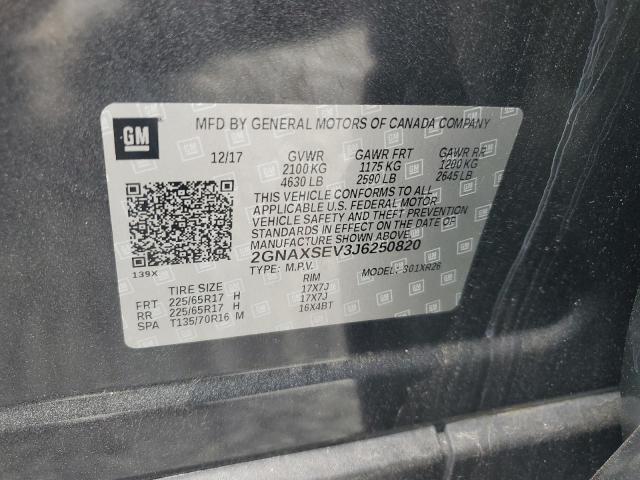 GM
MFD BY GENERAL MOTORS OF CANADA COMPANY
12/17 GVWR GAWR FRT GAWR RR
2100 KG 1175 KG 1200 KG
4630 LB 2590 LB 2645 LB
THIS VEHICLE CONFORMS TO ALL
APPLICABLE U.S. FEDERAL MOTOR
VEHICLE SAFETY AND THEFT PREVENTION
STANDARDS IN EFFECT ON THE DATE OF
MANUFACTURE SHOWN ABOVE.
2GNAXSEV3J6250820
139X
TYPE: M.P.V. MODEL: 301XR26
TIRE SIZE RIM
FRT 225/65R17 H 17X7J
RR 225/65R17 H 17X7J
SPA T135/70R16 M 16X4BT